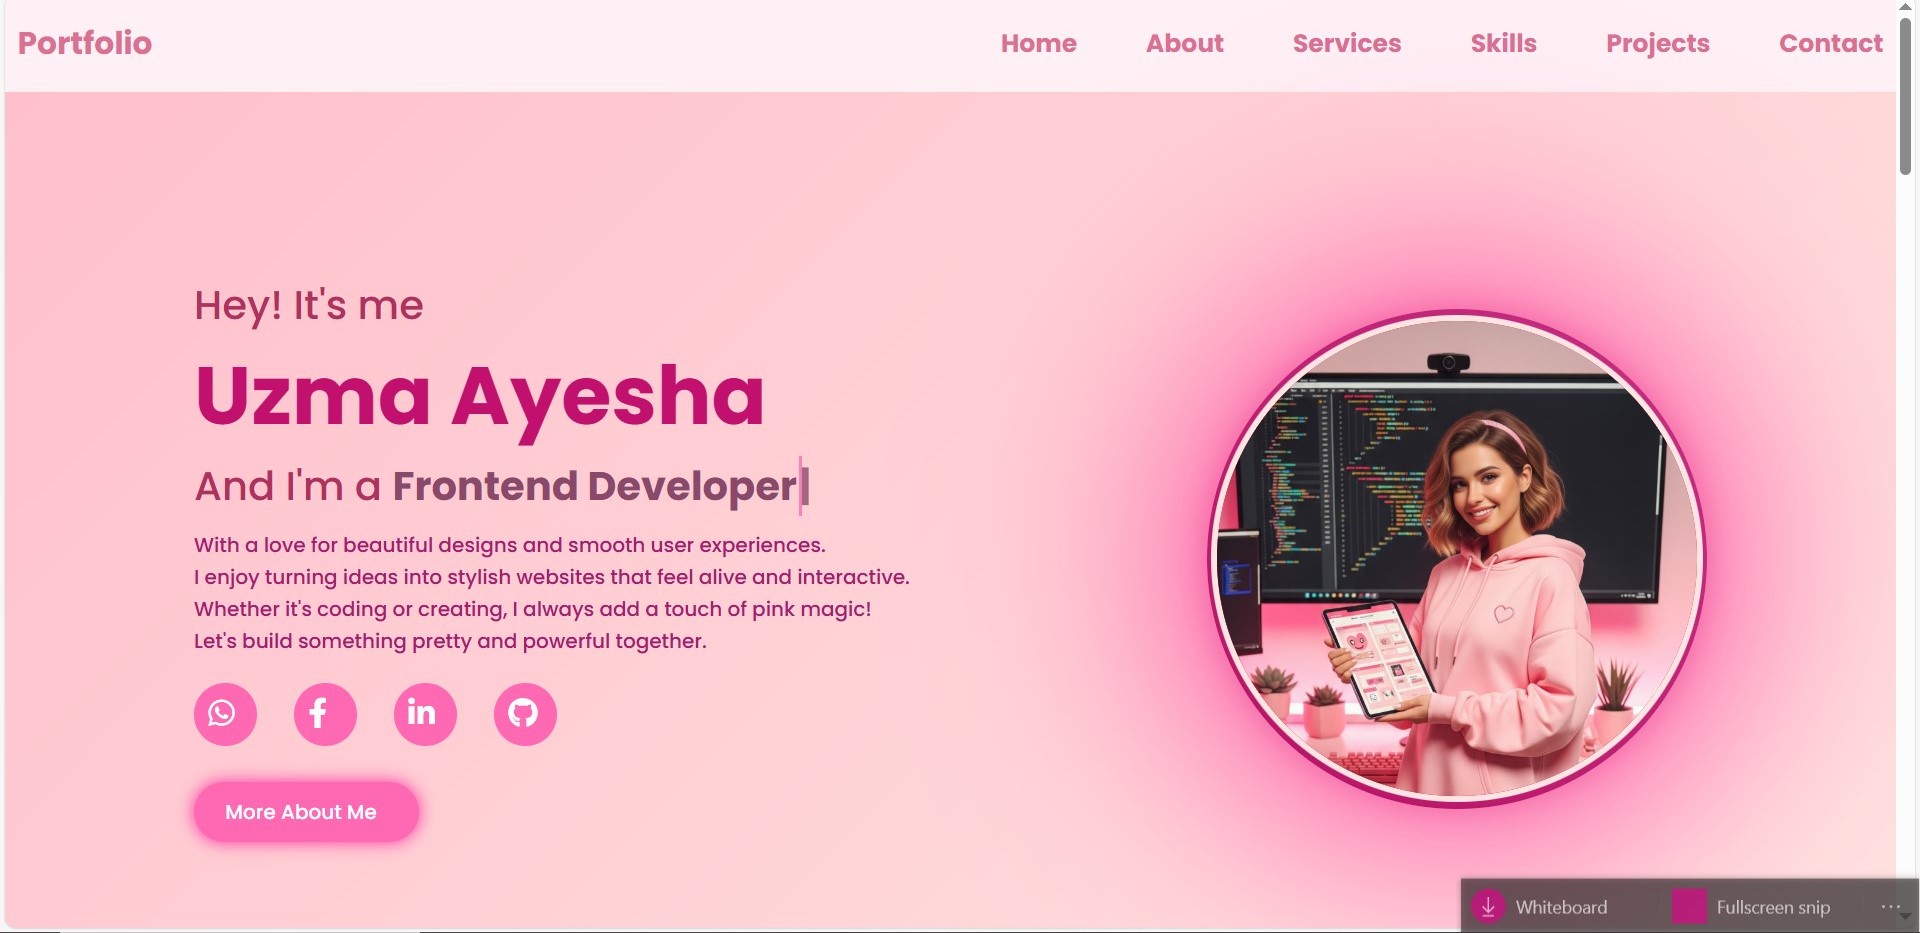 Portfolio
Home About Services Skills Projects Contact
Hey! It's me
Uzma Ayesha
And I'm a Frontend Developer|
With a love for beautiful designs and smooth user experiences.
I enjoy turning ideas into stylish websites that feel alive and interactive.
Whether it's coding or creating, I always add a touch of pink magic!
Let's build something pretty and powerful together.
in
More About Me
Whiteboard Fullscreen snip ...